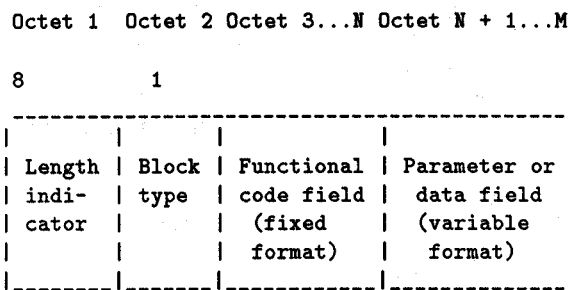 Octet 1 Octet 2 Octet 3...N Octet N + 1...M
8 1
Length | Block | Functional | Parameter or
indi- | type | code field | data field
cator | | (fixed | (variable
format) | format)